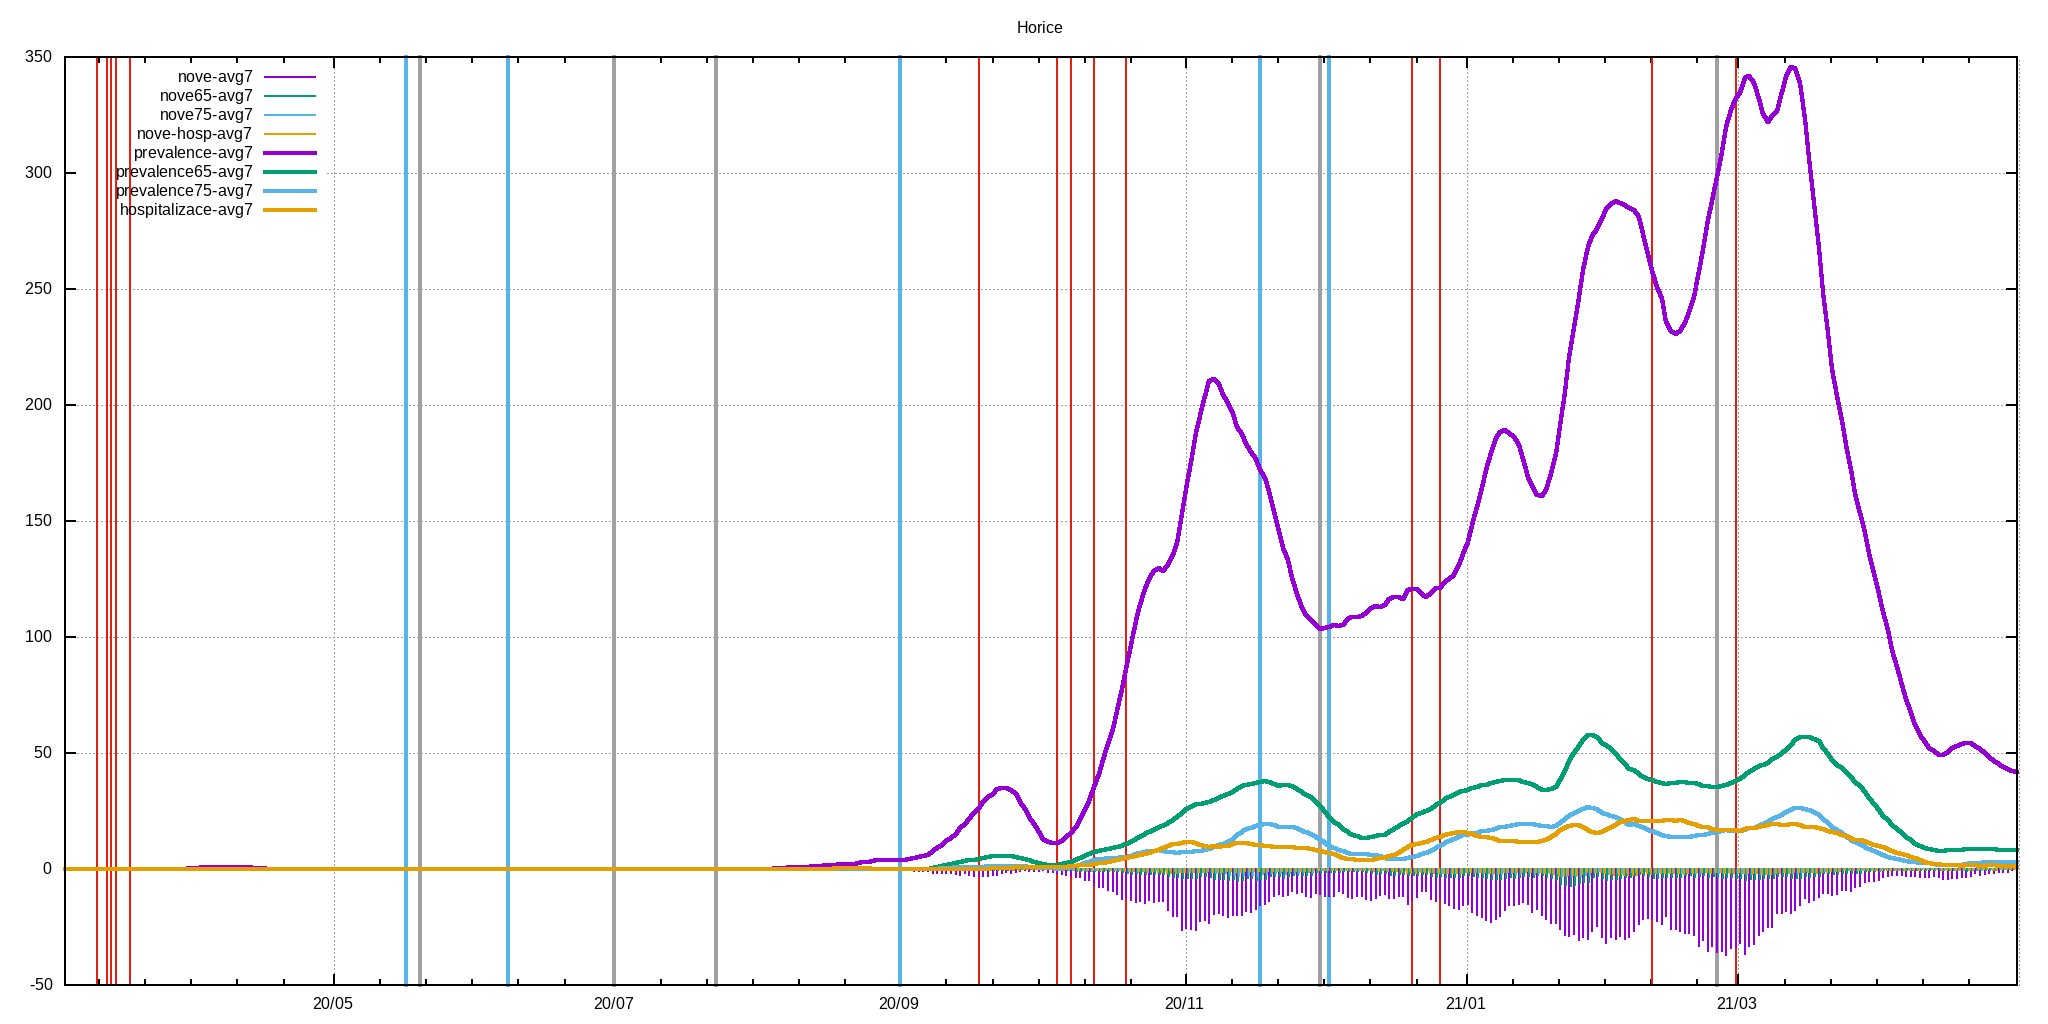 Horice
350
300
250
200
150
100
50
0
-50
nove-avg7
nove65-avg7
nove75-avg7
nove-hosp-avg7
prevalence-avg7
prevalence65-avg7
prevalence75-avg7
hospitalizace-avg7
20/05 20/07 20/09 20/11 21/01 21/03